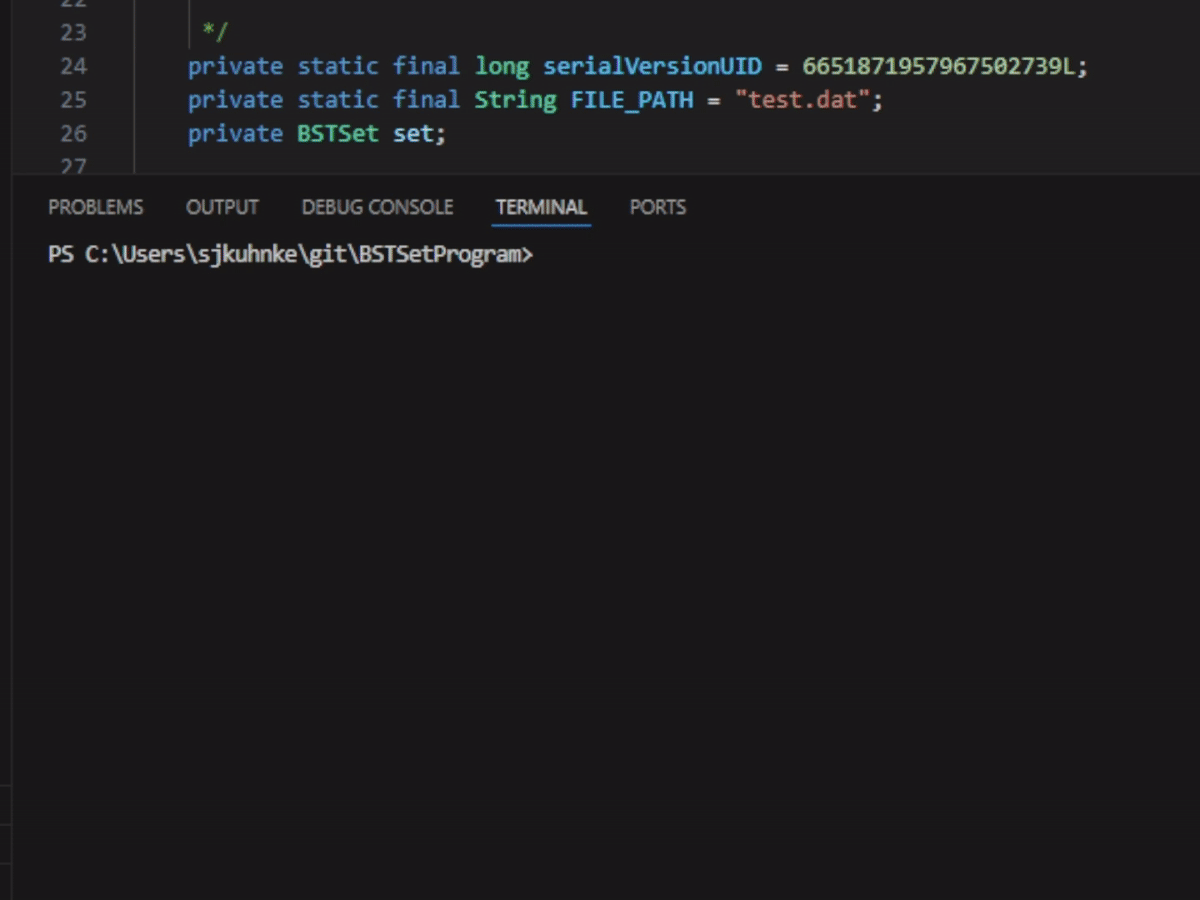 22
23 */
24 private static final long serialVersionUID = 6651871957967502739L;
25 private static final String FILE_PATH = "test.dat";
26 private BSTSet set;
27
PROBLEMS OUTPUT DEBUG CONSOLE TERMINAL PORTS
PS C:\Users\sjkuhnke\git\BSTSetProgram>